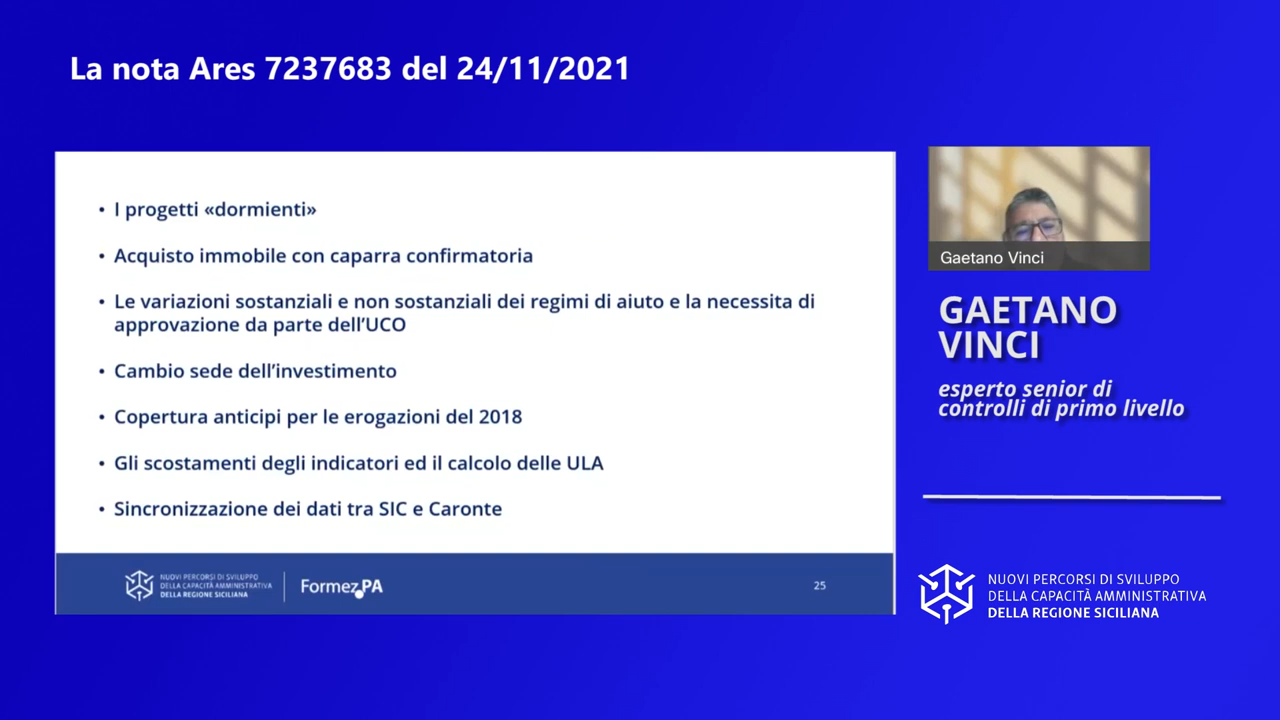 La nota Ares 7237683 del 24/11/2021
• I progetti «dormienti»
• Acquisto immobile con caparra confirmatoria
• Le variazioni sostanziali e non sostanziali dei regimi di aiuto e la necessita di
approvazione da parte dell’UCO
• Cambio sede dell’investimento
• Copertura anticipi per le erogazioni del 2018
• Gli scostamenti degli indicatori ed il calcolo delle ULA
• Sincronizzazione dei dati tra SIC e Caronte
NUOVI PERCORSI DI SVILUPPO
DELLA CAPACITÀ AMMINISTRATIVA
DELLA REGIONE SICILIANA
Formez PA
25
Gaetano Vinci
GAETANO
VINCI
esperto senior di
controlli di primo livello
NUOVI PERCORSI DI SVILUPPO
DELLA CAPACITÀ AMMINISTRATIVA
DELLA REGIONE SICILIANA